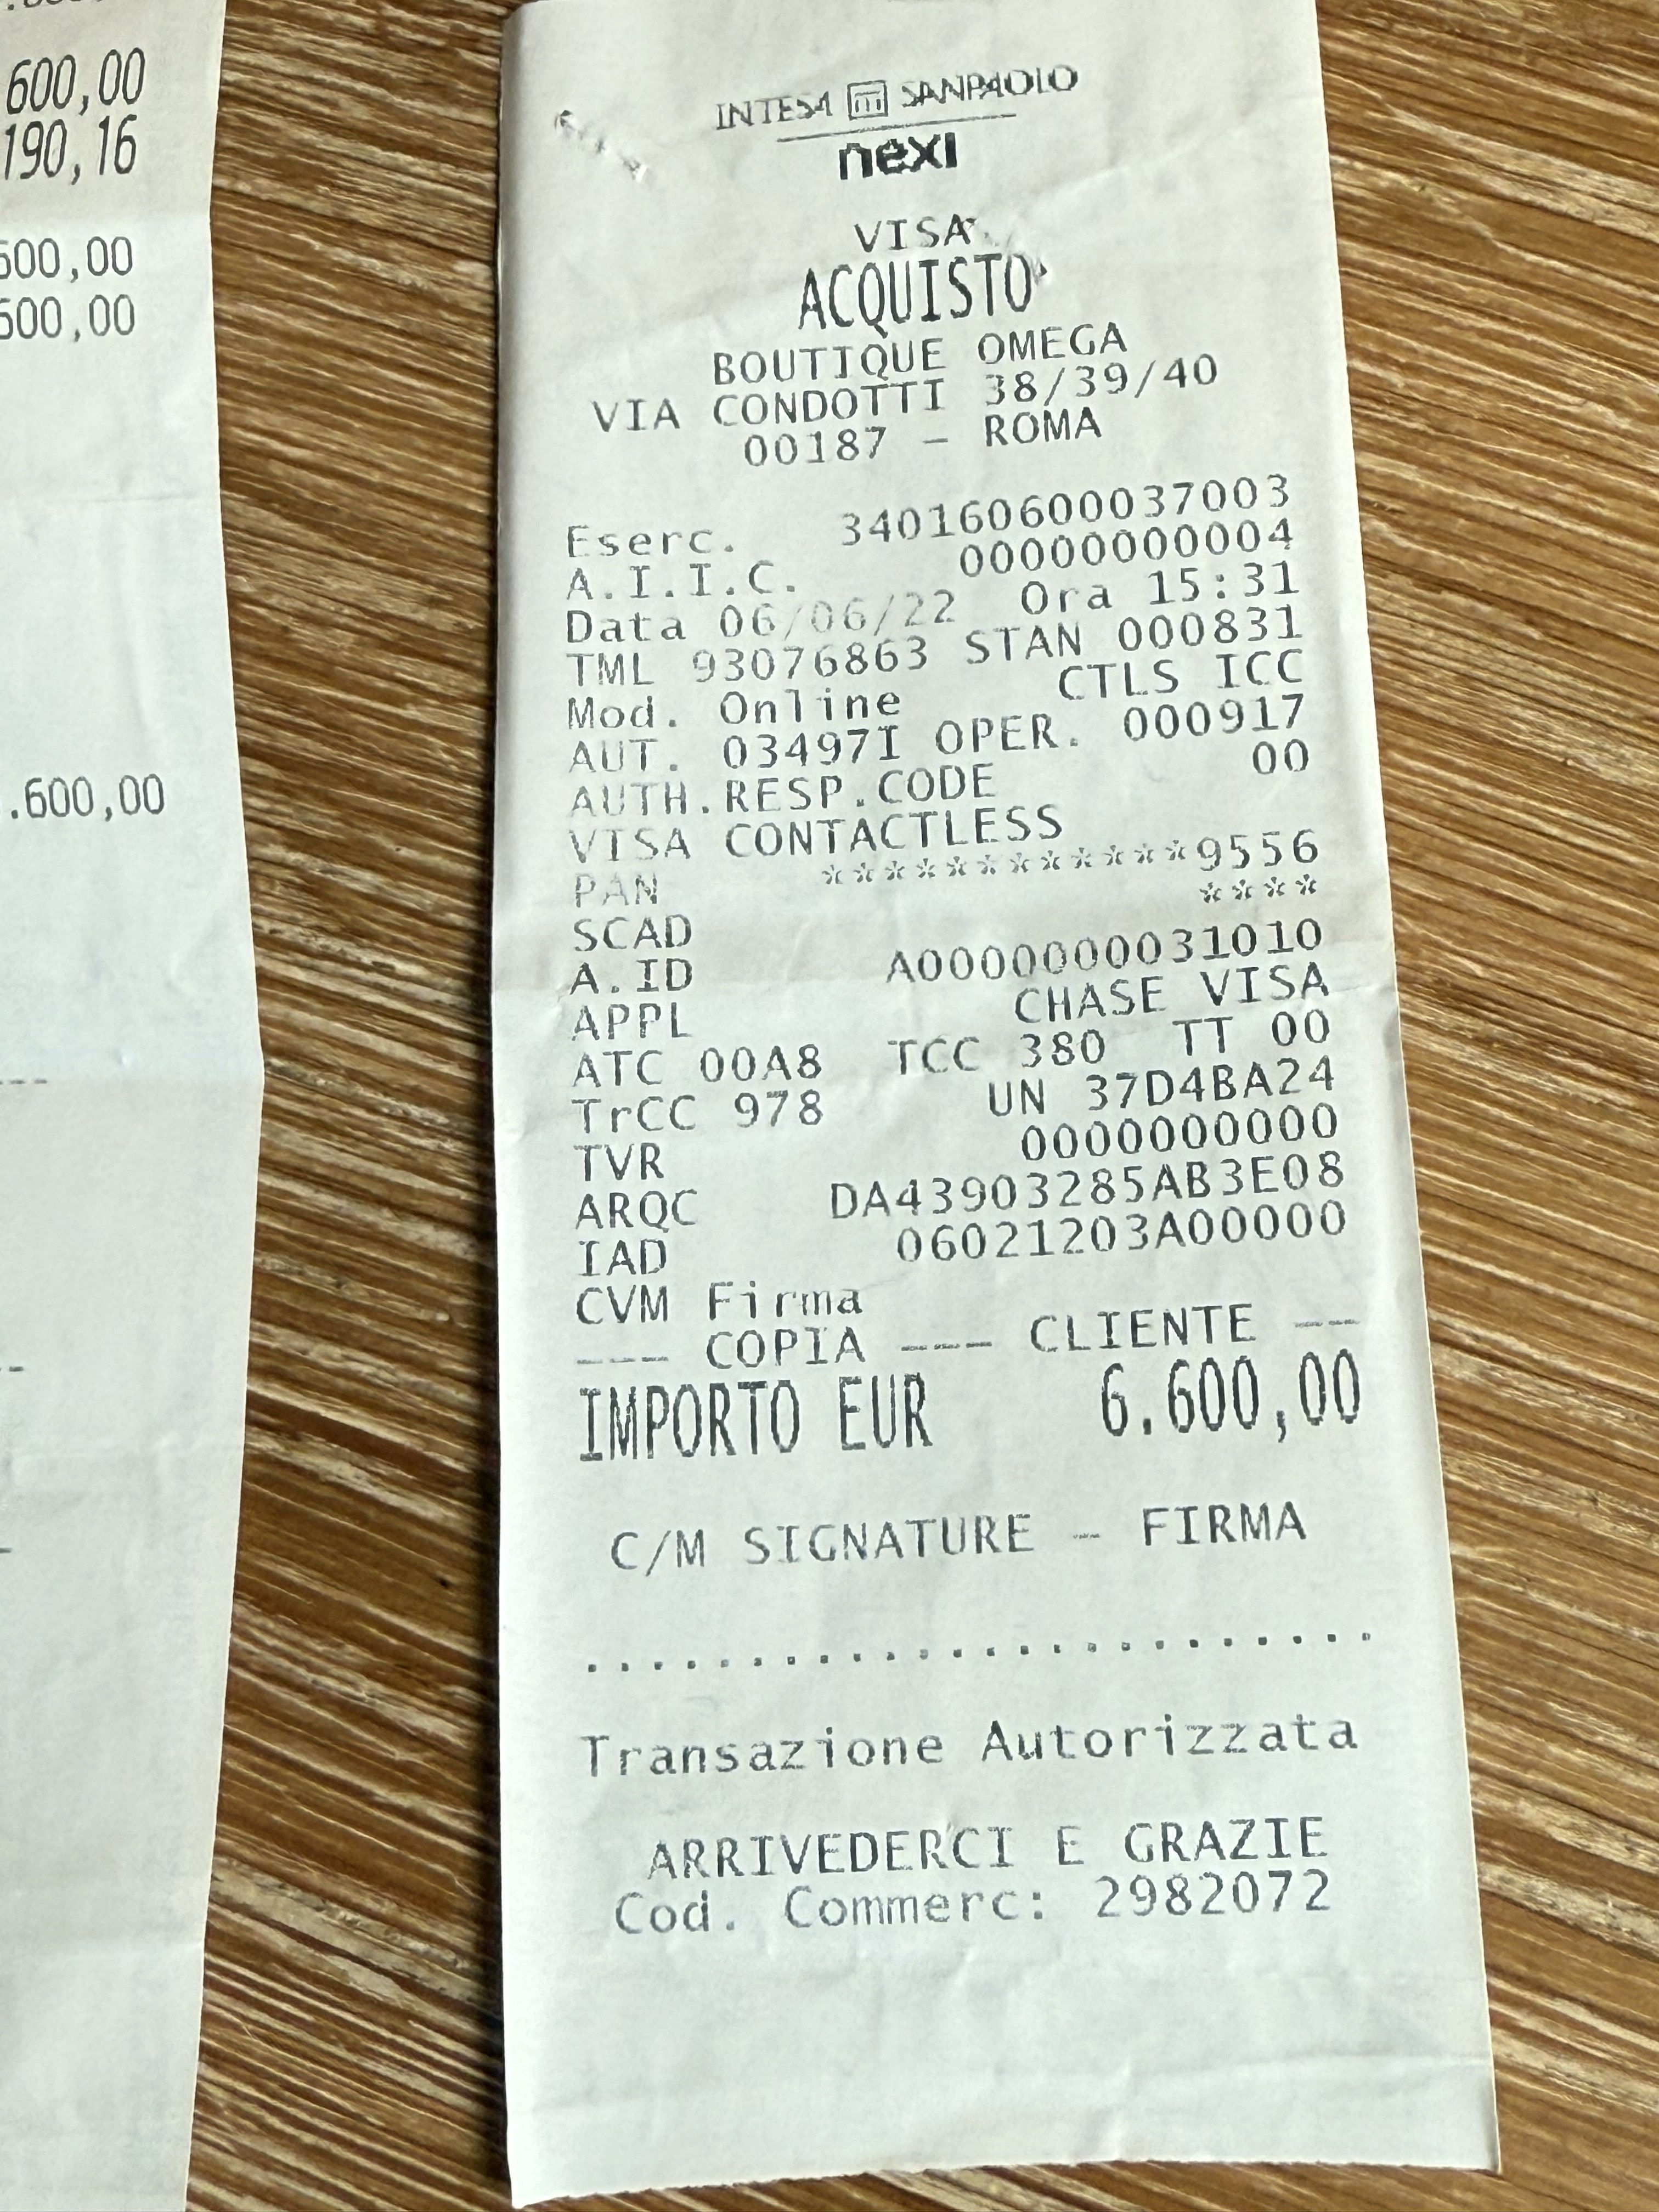 600,00
190,16
600,00
600,00
.600,00
INTESA SANPAOLO
nexi
VISA
ACQUISTO
BOUTIQUE OMEGA
VIA CONDOTTI 38/39/40
00187 - ROMA
Eserc. 340160600037003
A.I.I.C. 00000000004
Data 06/06/22 Ora 15:31
TML 93076863 STAN 000831
Mod. Online CTLS ICC
AUT. 03497I OPER. 000917
AUTH.RESP.CODE 00
VISA CONTACTLESS
PAN ************9556
SCAD ****
A.ID A0000000031010
APPL CHASE VISA
ATC 00A8 TCC 380 TT 00
TrCC 978 UN 37D4BA24
TVR 0000000000
ARQC DA43903285AB3E08
IAD 06021203A00000
CVM Firma
--- COPIA --- CLIENTE --
IMPORTO EUR 6.600,00
C/M SIGNATURE - FIRMA
........................
Transazione Autorizzata
ARRIVEDERCI E GRAZIE
Cod. Commerc: 2982072